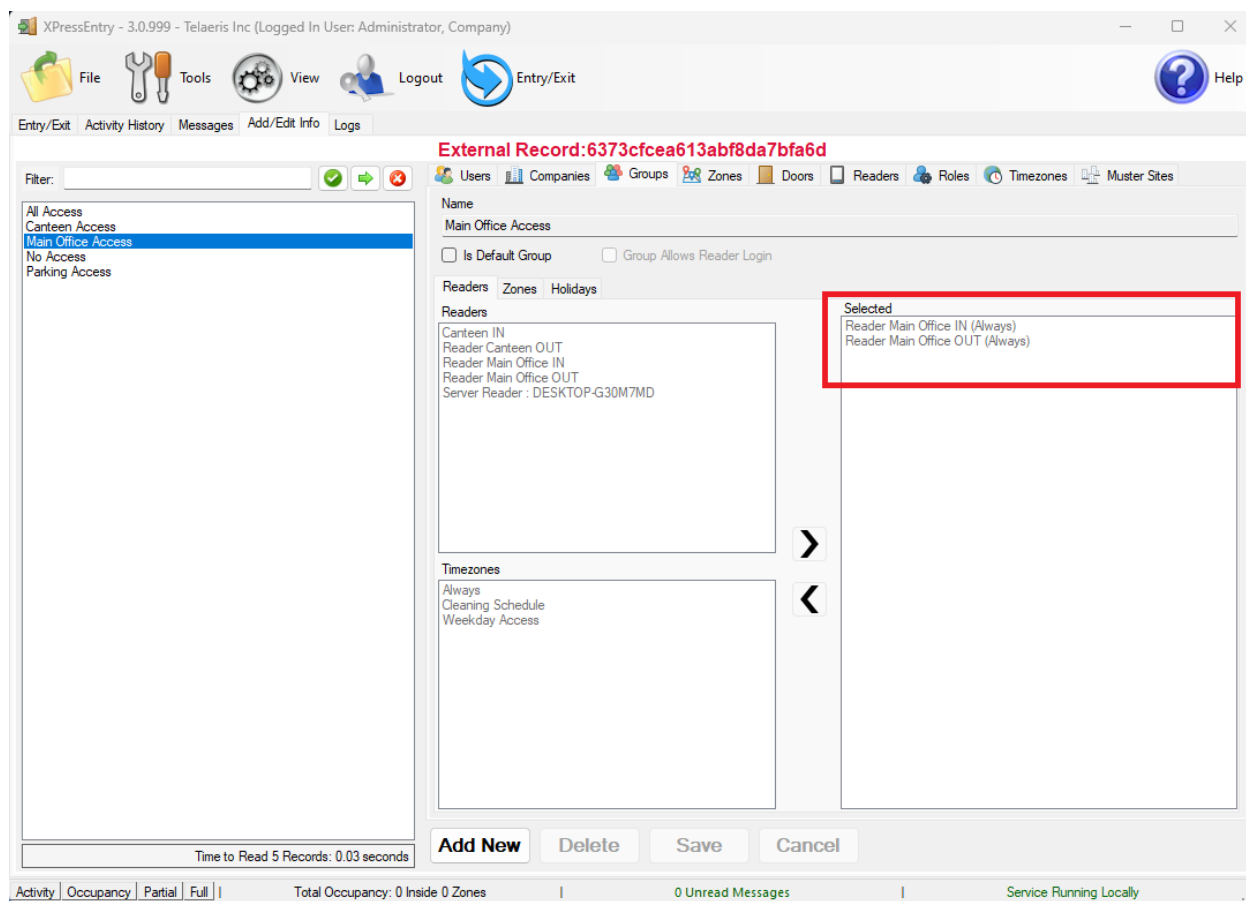 XPressEntry - 3.0.999 - Telaeris Inc (Logged In User: Administrator, Company)
File Tools View Logout Entry/Exit Help
Entry/Exit Activity History Messages Add/Edit Info Logs
External Record:6373cfcea613abf8da7bfa6d
Filter:
Users Companies Groups Zones Doors Readers Roles Timezones Muster Sites
All Access
Canteen Access
Main Office Access
No Access
Parking Access
Time to Read 5 Records: 0.03 seconds
Name
Main Office Access
Is Default Group Group Allows Reader Login
Readers Zones Holidays
Readers
Canteen IN
Reader Canteen OUT
Reader Main Office IN
Reader Main Office OUT
Server Reader : DESKTOP-G30M7MD
Timezones
Always
Cleaning Schedule
Weekday Access
Selected
Reader Main Office IN (Always)
Reader Main Office OUT (Always)
Add New Delete Save Cancel
Activity Occupancy Partial Full | Total Occupancy: 0 Inside 0 Zones | 0 Unread Messages | Service Running Locally